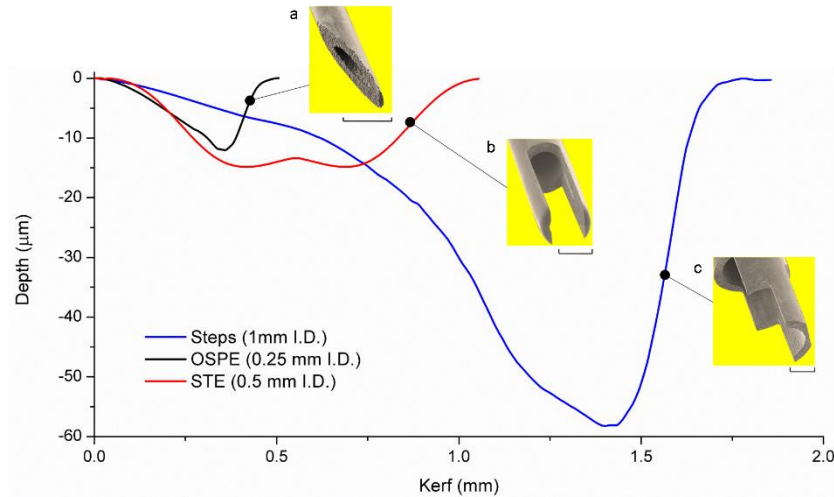 a
0
b
-10
-20
c
-30
Depth (μm)
-40
Steps (1mm I.D.)
OSPE (0.25 mm I.D.)
STE (0.5 mm I.D.)
-50
-60
0.0 0.5 1.0 1.5 2.0
Kerf (mm)